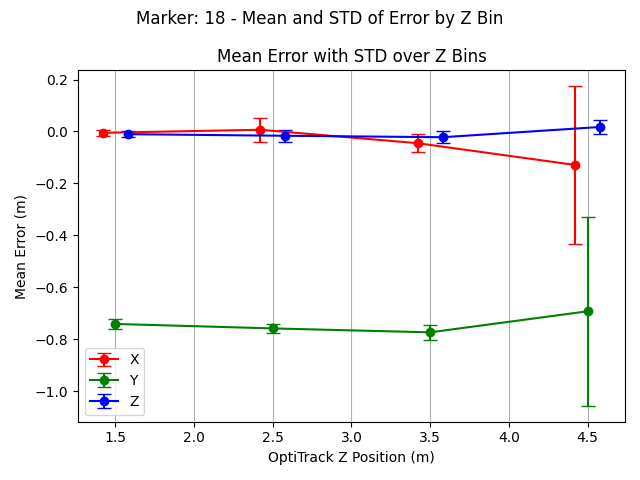 Marker: 18 - Mean and STD of Error by Z Bin
Mean Error with STD over Z Bins
Mean Error (m)
0.2
0.0
−0.2
−0.4
−0.6
−0.8
−1.0
X
Y
Z
1.5 2.0 2.5 3.0 3.5 4.0 4.5
OptiTrack Z Position (m)